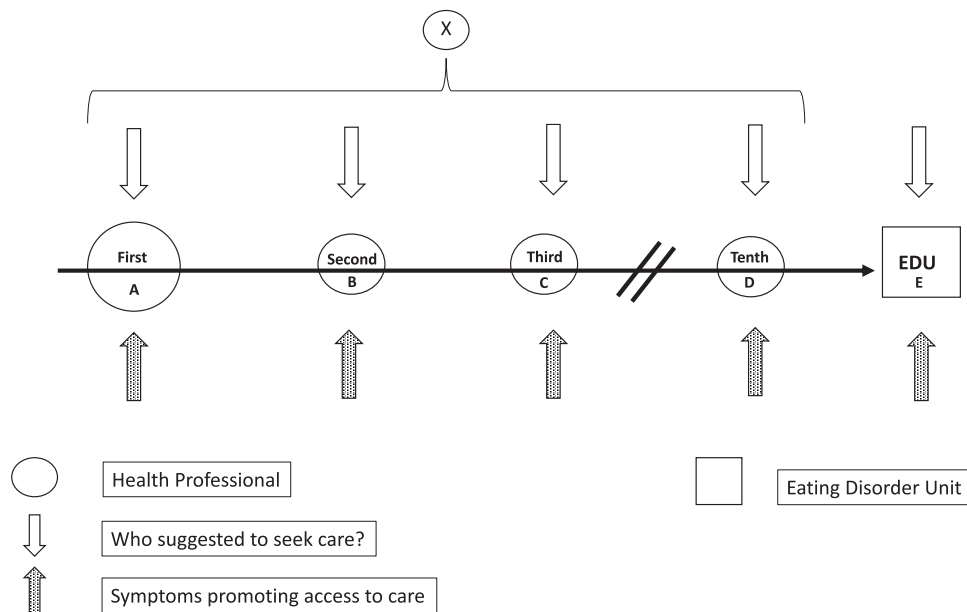 X
First
A
Second
B
Third
C
Tenth
D
EDU
E
Health Professional
Eating Disorder Unit
Who suggested to seek care?
Symptoms promoting access to care